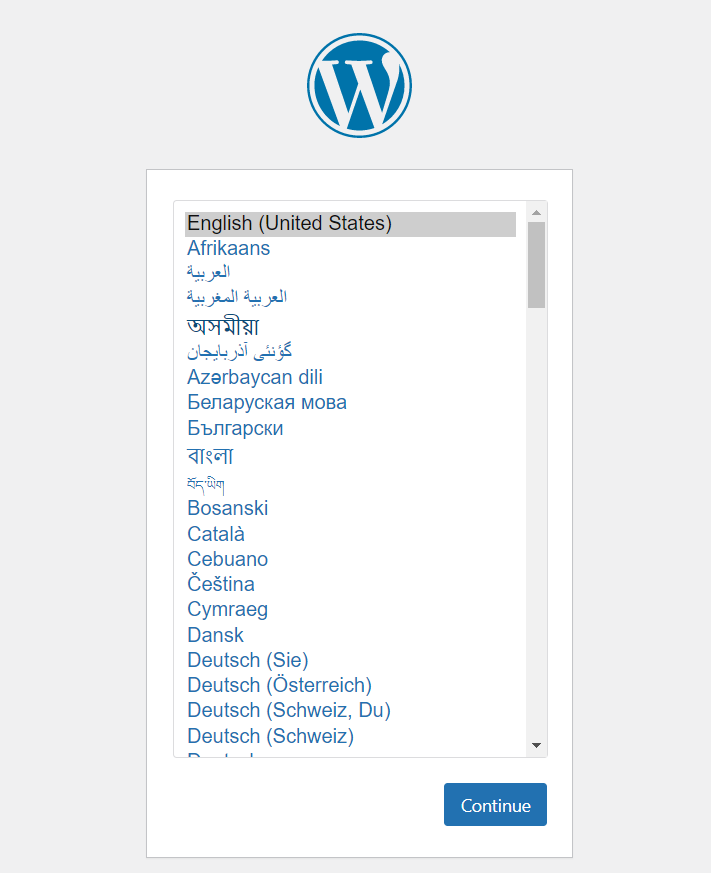 English (United States)
Afrikaans
العربية
العربية المغربية
অসমীয়া
گؤنئی آذربایجان
Azərbaycan dili
Беларуская мова
Български
বাংলা
བོད་ཡིག
Bosanski
Català
Cebuano
Čeština
Cymraeg
Dansk
Deutsch (Sie)
Deutsch (Österreich)
Deutsch (Schweiz, Du)
Deutsch (Schweiz)
Continue